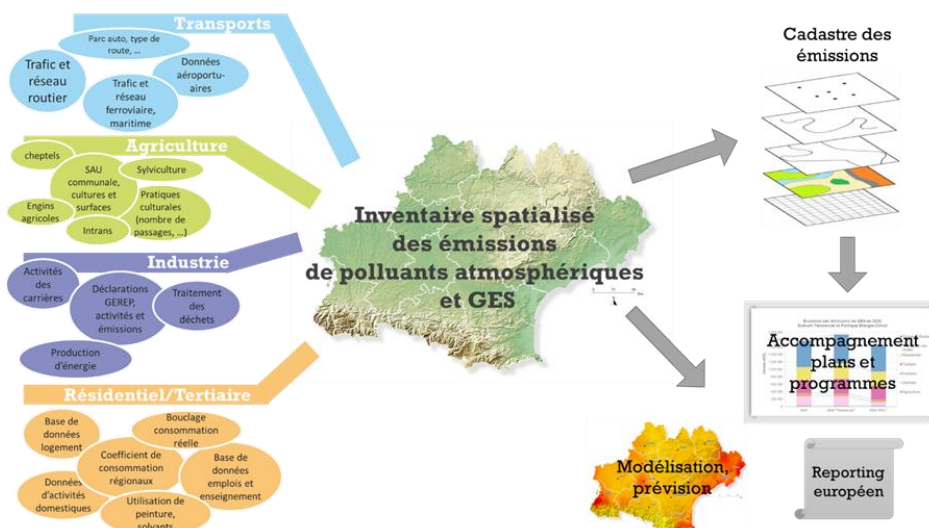 Transports
Parc auto, type de
route, ...
Trafic et
réseau
routier
Données
aéroportu-
aires
Trafic et
réseau
ferroviaire,
maritime
Agriculture
cheptels
Sylviculture
SAU
communale,
cultures et
surfaces
Pratiques
culturales
(nombre de
passages, ...)
Engins
agricoles
Intrans
Industrie
Activités
des
carrières
Déclarations
GEREP,
activités et
émissions
Traitement
des
déchets
Production
d'énergie
Résidentiel/Tertiaire
Base de
données
logement
Bouclage
consommation
réelle
Coefficient de
consommation
régionaux
Base de
données
emplois et
enseignement
Données
d'activités
domestiques
Utilisation de
peinture,
solvants
Inventaire spatialisé
des émissions
de polluants atmosphériques
et GES
Cadastre des
émissions
Accompagnement
plans et
programmes
Modélisation,
prévision
Reporting
européen